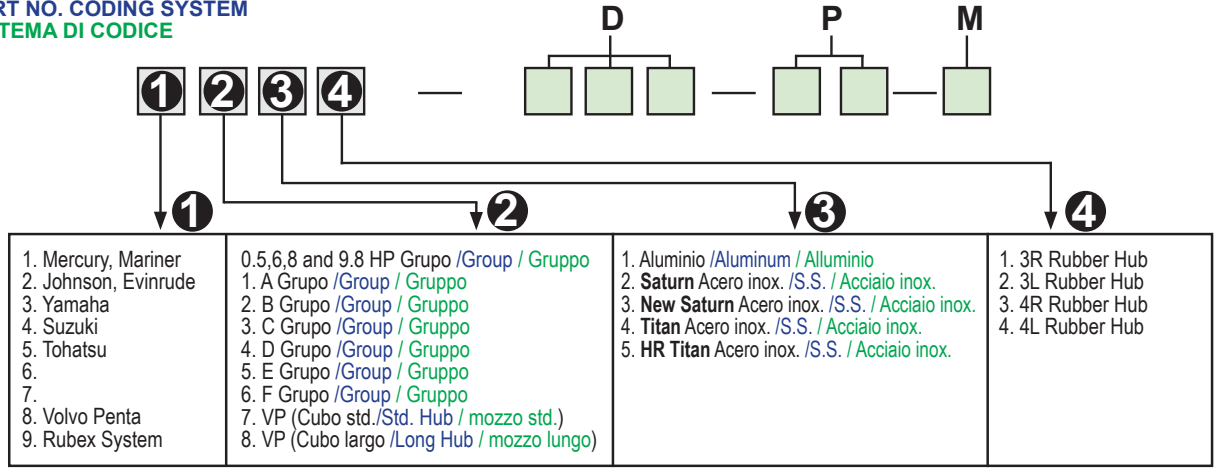 RT NO. CODING SYSTEM
TEMA DI CODICE
D P M
1 2 3 4 — — —
1 2 3 4
1. Mercury, Mariner
2. Johnson, Evinrude
3. Yamaha
4. Suzuki
5. Tohatsu
6.
7.
8. Volvo Penta
9. Rubex System
0.5,6,8 and 9.8 HP Grupo /Group / Gruppo
1. A Grupo /Group / Gruppo
2. B Grupo /Group / Gruppo
3. C Grupo /Group / Gruppo
4. D Grupo /Group / Gruppo
5. E Grupo /Group / Gruppo
6. F Grupo /Group / Gruppo
7. VP (Cubo std./Std. Hub / mozzo std.)
8. VP (Cubo largo /Long Hub / mozzo lungo)
1. Aluminio /Aluminum / Alluminio
2. Saturn Acero inox. /S.S. / Acciaio inox.
3. New Saturn Acero inox. /S.S. / Acciaio inox.
4. Titan Acero inox. /S.S. / Acciaio inox.
5. HR Titan Acero inox. /S.S. / Acciaio inox.
1. 3R Rubber Hub
2. 3L Rubber Hub
3. 4R Rubber Hub
4. 4L Rubber Hub